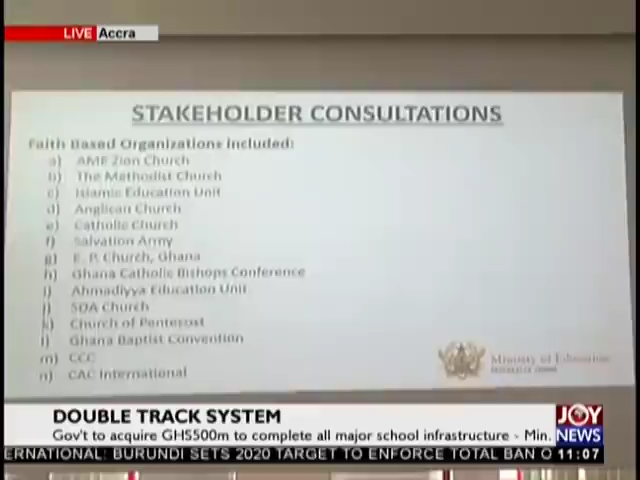 LIVE Accra
STAKEHOLDER CONSULTATIONS
Faith Based Organizations included:
a) AME Zion Church
b) The Methodist Church
c) Islamic Education Unit
d) Anglican Church
e) Catholic Church
f) Salvation Army
g) E. P. Church, Ghana
h) Ghana Catholic Bishops Conference
i) Ahmadiyya Education Unit
j) SDA Church
k) Church of Pentecost
l) Ghana Baptist Convention
m) CCC
n) CAC International
Ministry of Education
DOUBLE TRACK SYSTEM
Gov't to acquire GHS500m to complete all major school infrastructure - Min.
JOY
NEWS
ERNATIONAL: BURUNDI SETS 2020 TARGET TO ENFORCE TOTAL BAN O 11:07